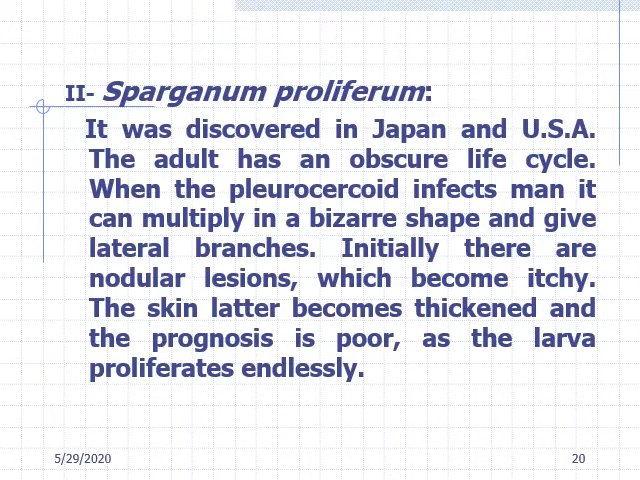 II- Sparganum proliferum:
It was discovered in Japan and U.S.A.
The adult has an obscure life cycle.
When the pleurocercoid infects man it
can multiply in a bizarre shape and give
lateral branches. Initially there are
nodular lesions, which become itchy.
The skin latter becomes thickened and
the prognosis is poor, as the larva
proliferates endlessly.
5/29/2020
20